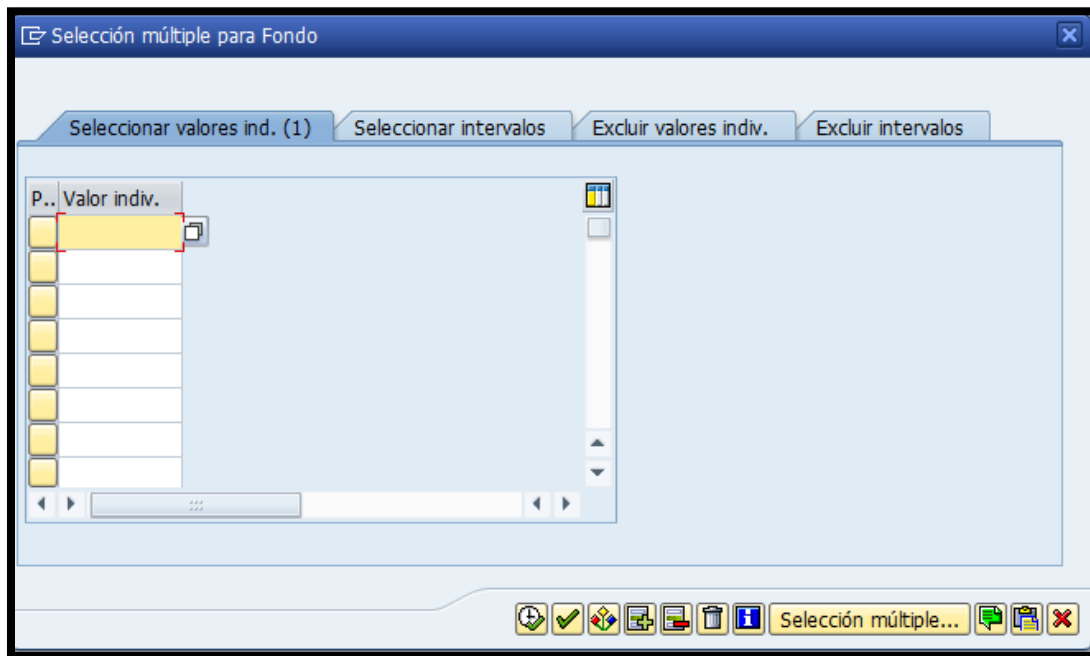 Selección múltiple para Fondo
Seleccionar valores ind. (1) Seleccionar intervalos Excluir valores indiv. Excluir intervalos
P.. Valor indiv.
Selección múltiple...